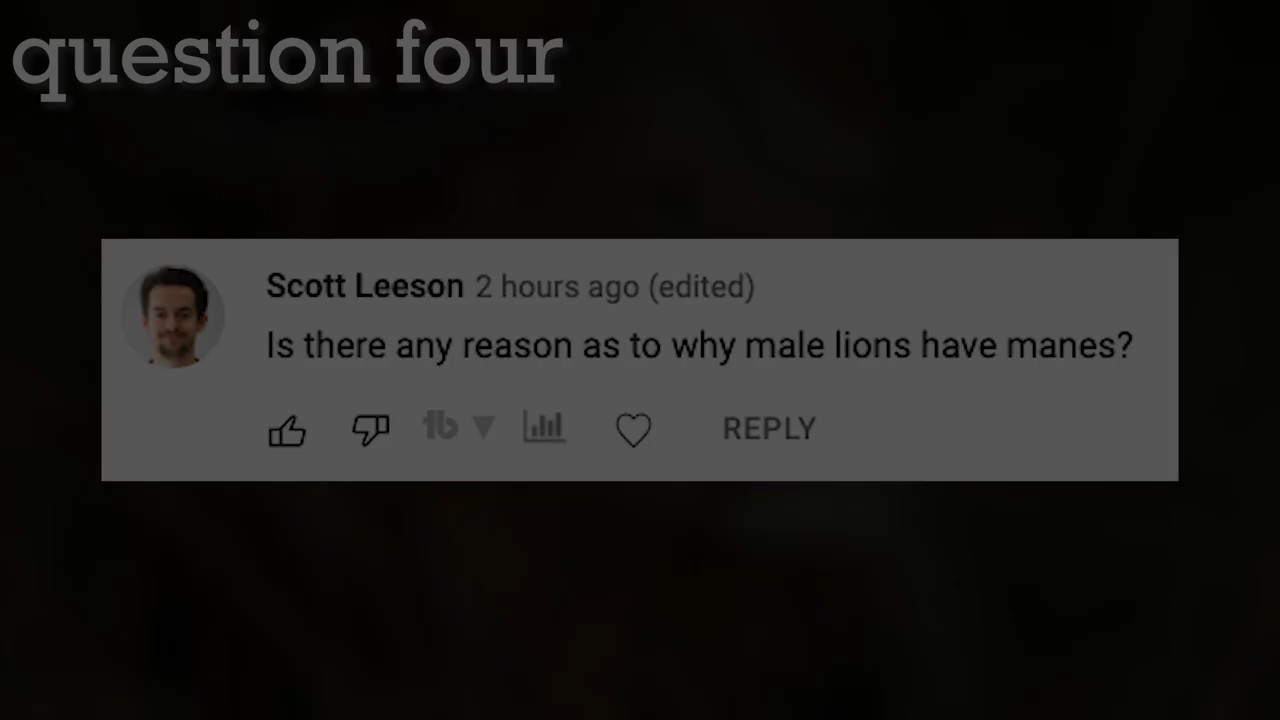 question four
Scott Leeson 2 hours ago (edited)
Is there any reason as to why male lions have manes?
tb
REPLY